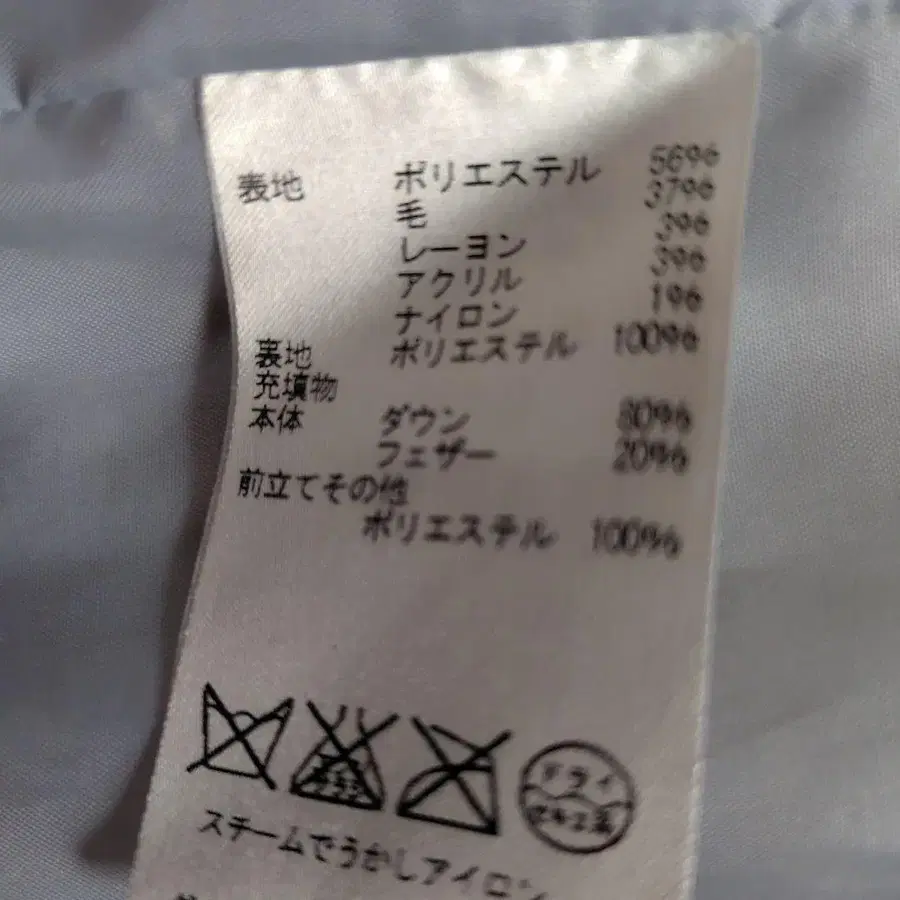 表地 ポリエステル 56%
毛 37%
レーヨン 3%
アクリル 3%
ナイロン 1%
裏地 ポリエステル 100%
充填物
本体 ダウン 80%
フェザー 20%
前立てその他
ポリエステル 100%
ドライ
セキユ系
スチームでうかしアイロン